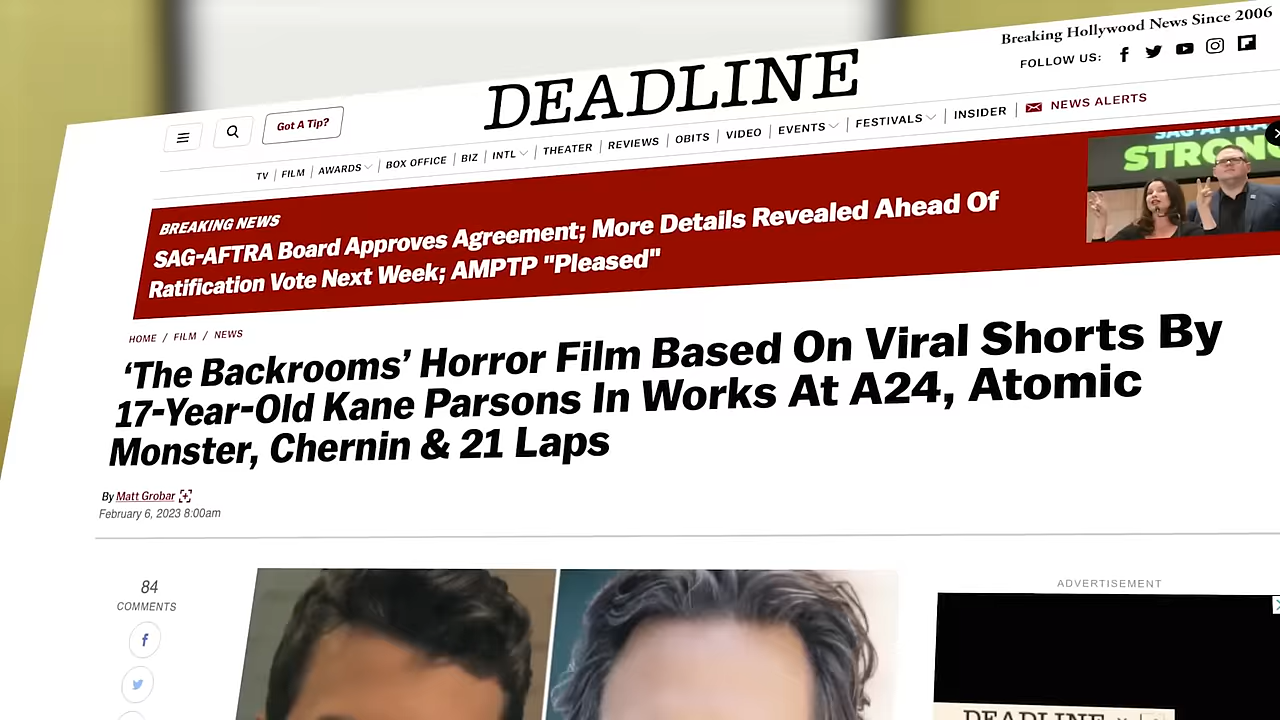 Breaking Hollywood News Since 2006
FOLLOW US:
DEADLINE
Got A Tip?
TV | FILM | AWARDS | BOX OFFICE | BIZ | INTL | THEATER | REVIEWS | OBITS | VIDEO | EVENTS | FESTIVALS | INSIDER | NEWS ALERTS
BREAKING NEWS
SAG-AFTRA Board Approves Agreement; More Details Revealed Ahead Of
Ratification Vote Next Week; AMPTP "Pleased"
SAG-AFTRA
STRONG
HOME / FILM / NEWS
‘The Backrooms’ Horror Film Based On Viral Shorts By
17-Year-Old Kane Parsons In Works At A24, Atomic
Monster, Chernin & 21 Laps
By Matt Grobar
February 6, 2023 8:00am
84
COMMENTS
ADVERTISEMENT
DEADLINE